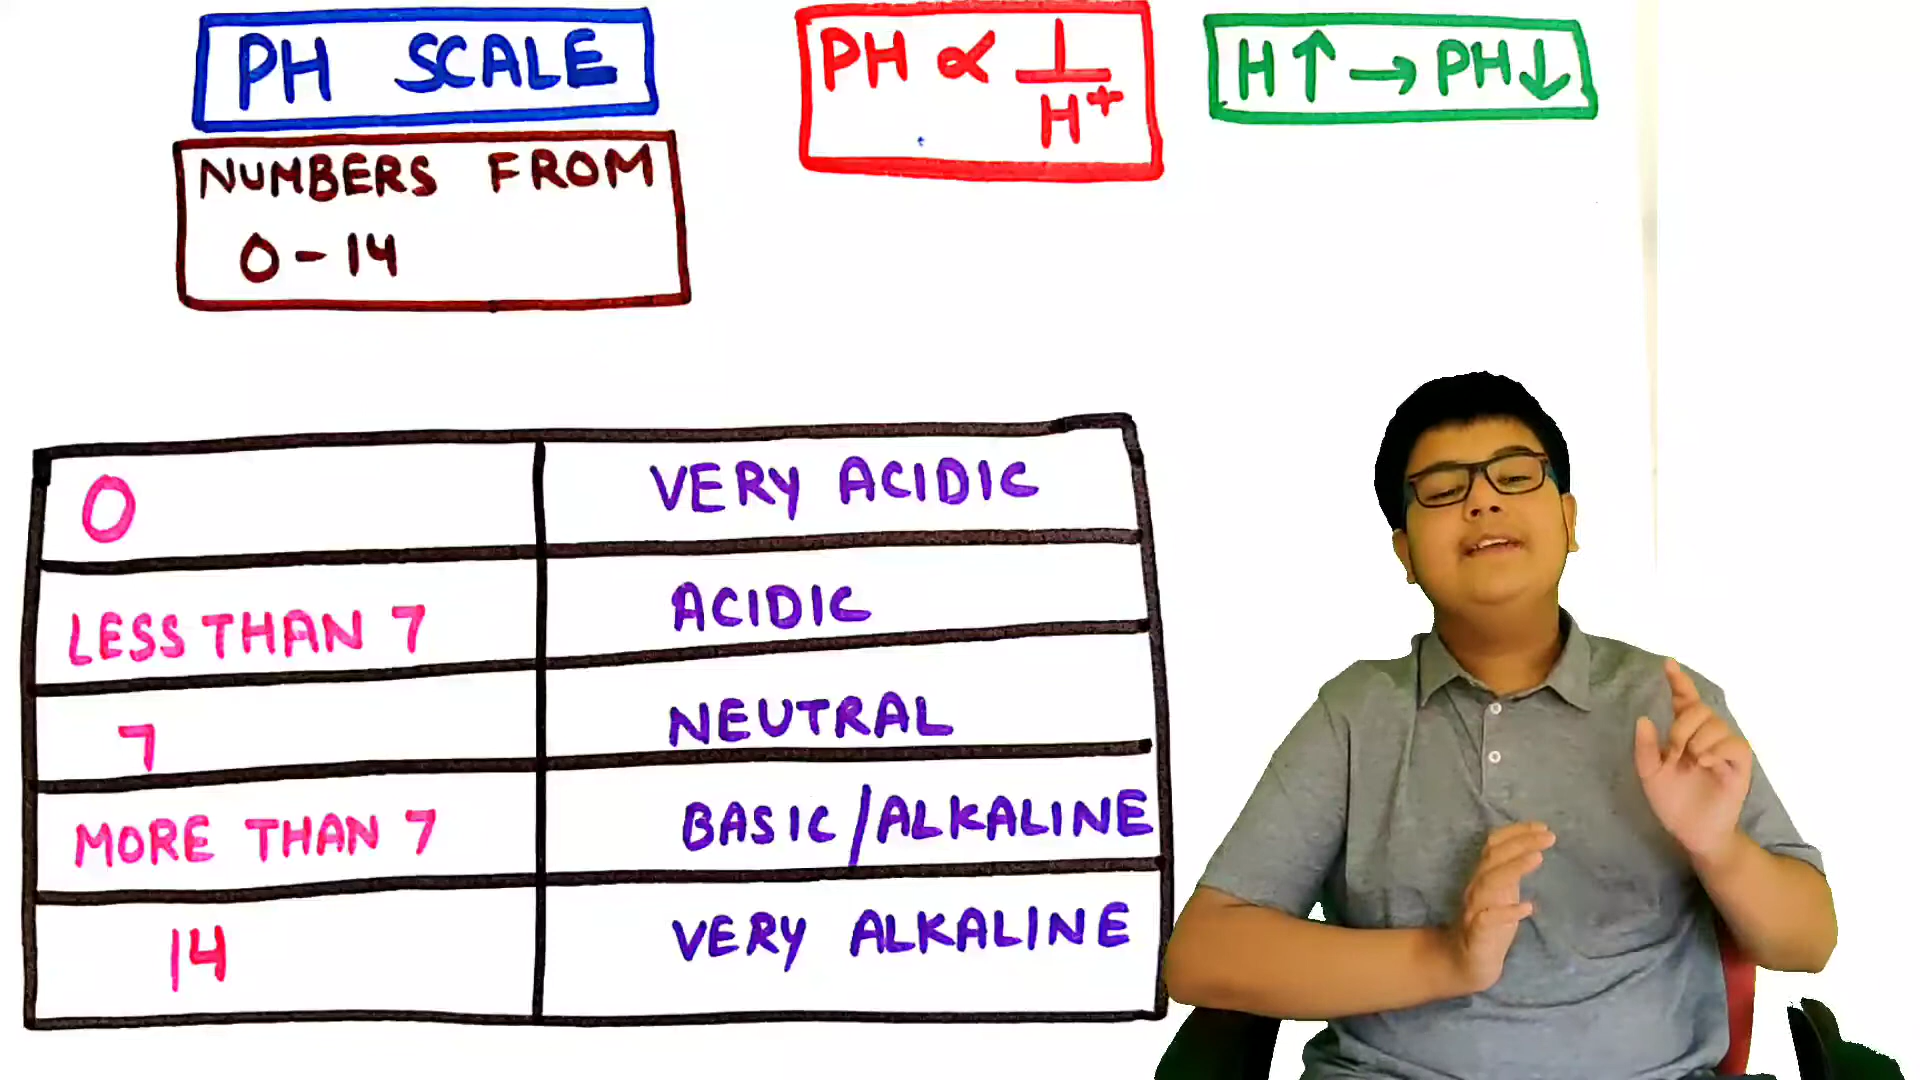 PH SCALE
NUMBERS FROM
0-14
PH ∝ 1/H+
H↑ → PH↓
0 VERY ACIDIC
LESS THAN 7 ACIDIC
7 NEUTRAL
MORE THAN 7 BASIC/ALKALINE
14 VERY ALKALINE